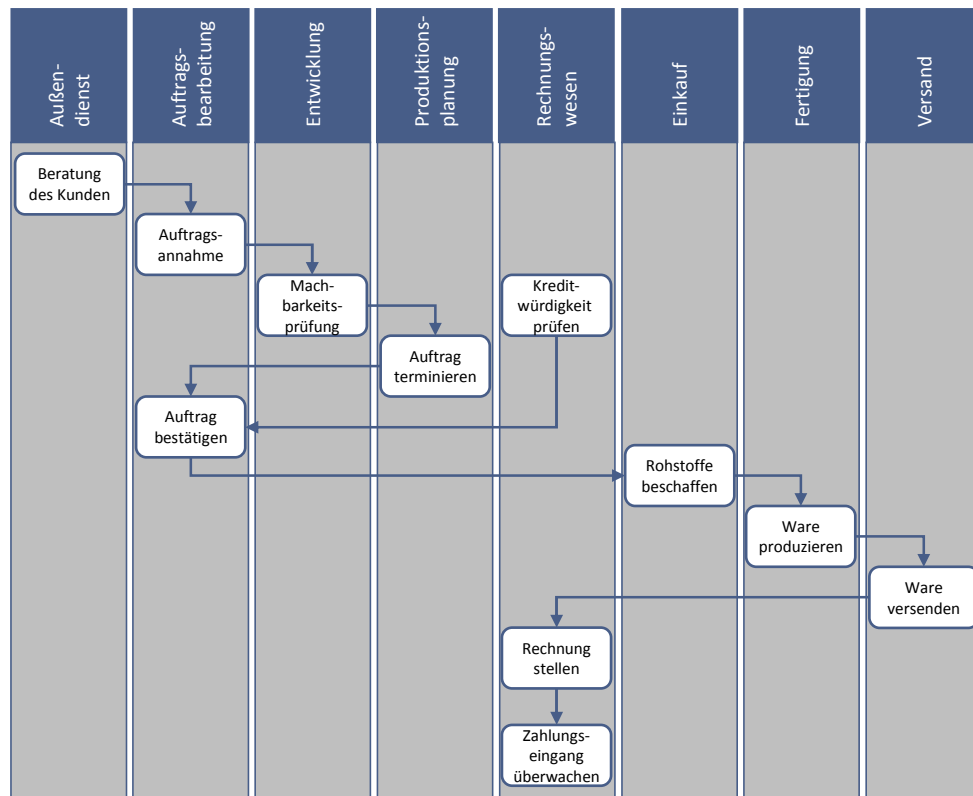 Außen-
dienst
Auftrags-
bearbeitung
Entwicklung
Produktions-
planung
Rechnungs-
wesen
Einkauf
Fertigung
Versand
Beratung
des Kunden
Auftrags-
annahme
Mach-
barkeits-
prüfung
Kredit-
würdigkeit
prüfen
Auftrag
terminieren
Auftrag
bestätigen
Rohstoffe
beschaffen
Ware
produzieren
Ware
versenden
Rechnung
stellen
Zahlungs-
eingang
überwachen